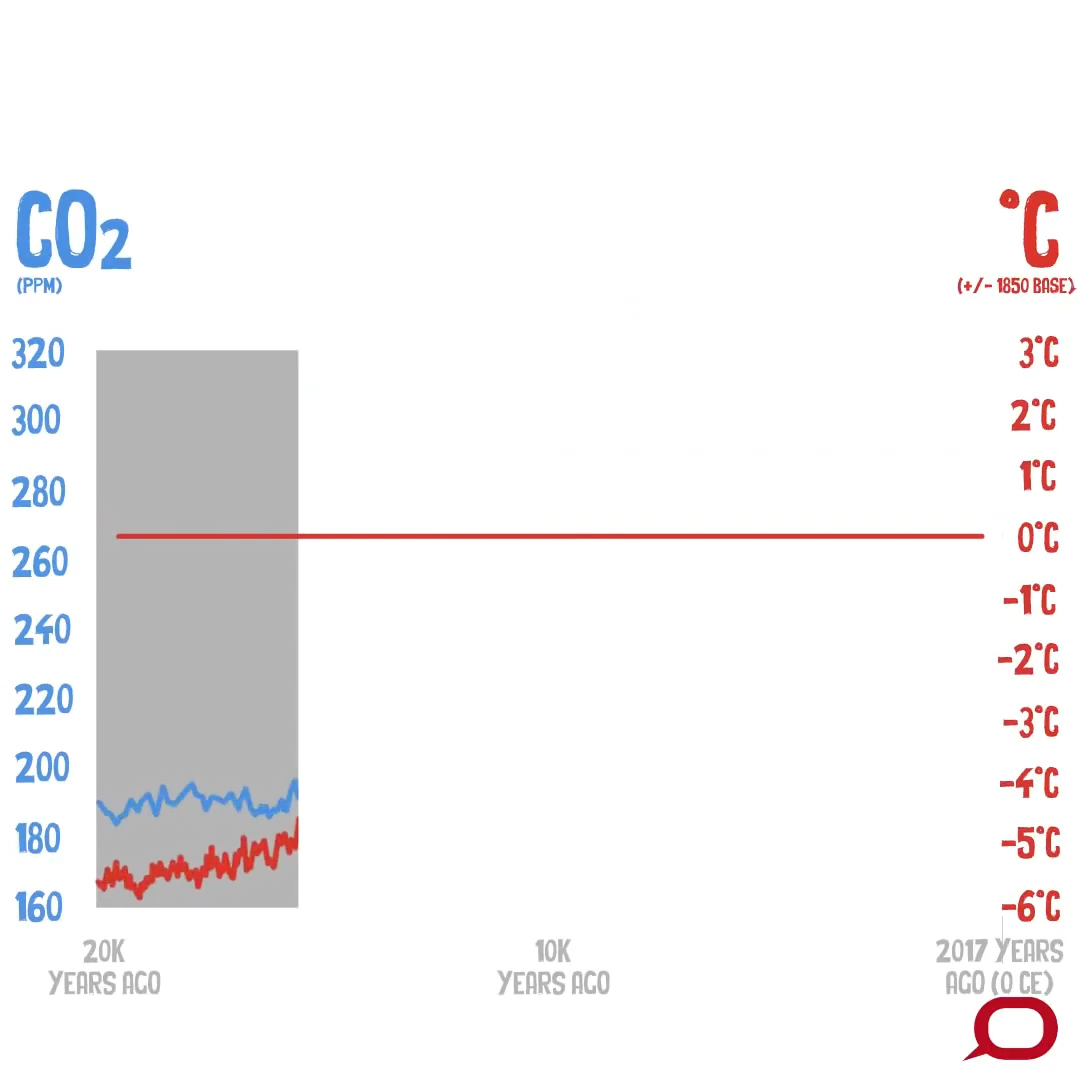 CO2
(PPM)
°C
(+/- 1850 BASE)
320
300
280
260
240
220
200
180
160
3°C
2°C
1°C
0°C
-1°C
-2°C
-3°C
-4°C
-5°C
-6°C
20K
YEARS AGO
10K
YEARS AGO
2017 YEARS
AGO (0 CE)